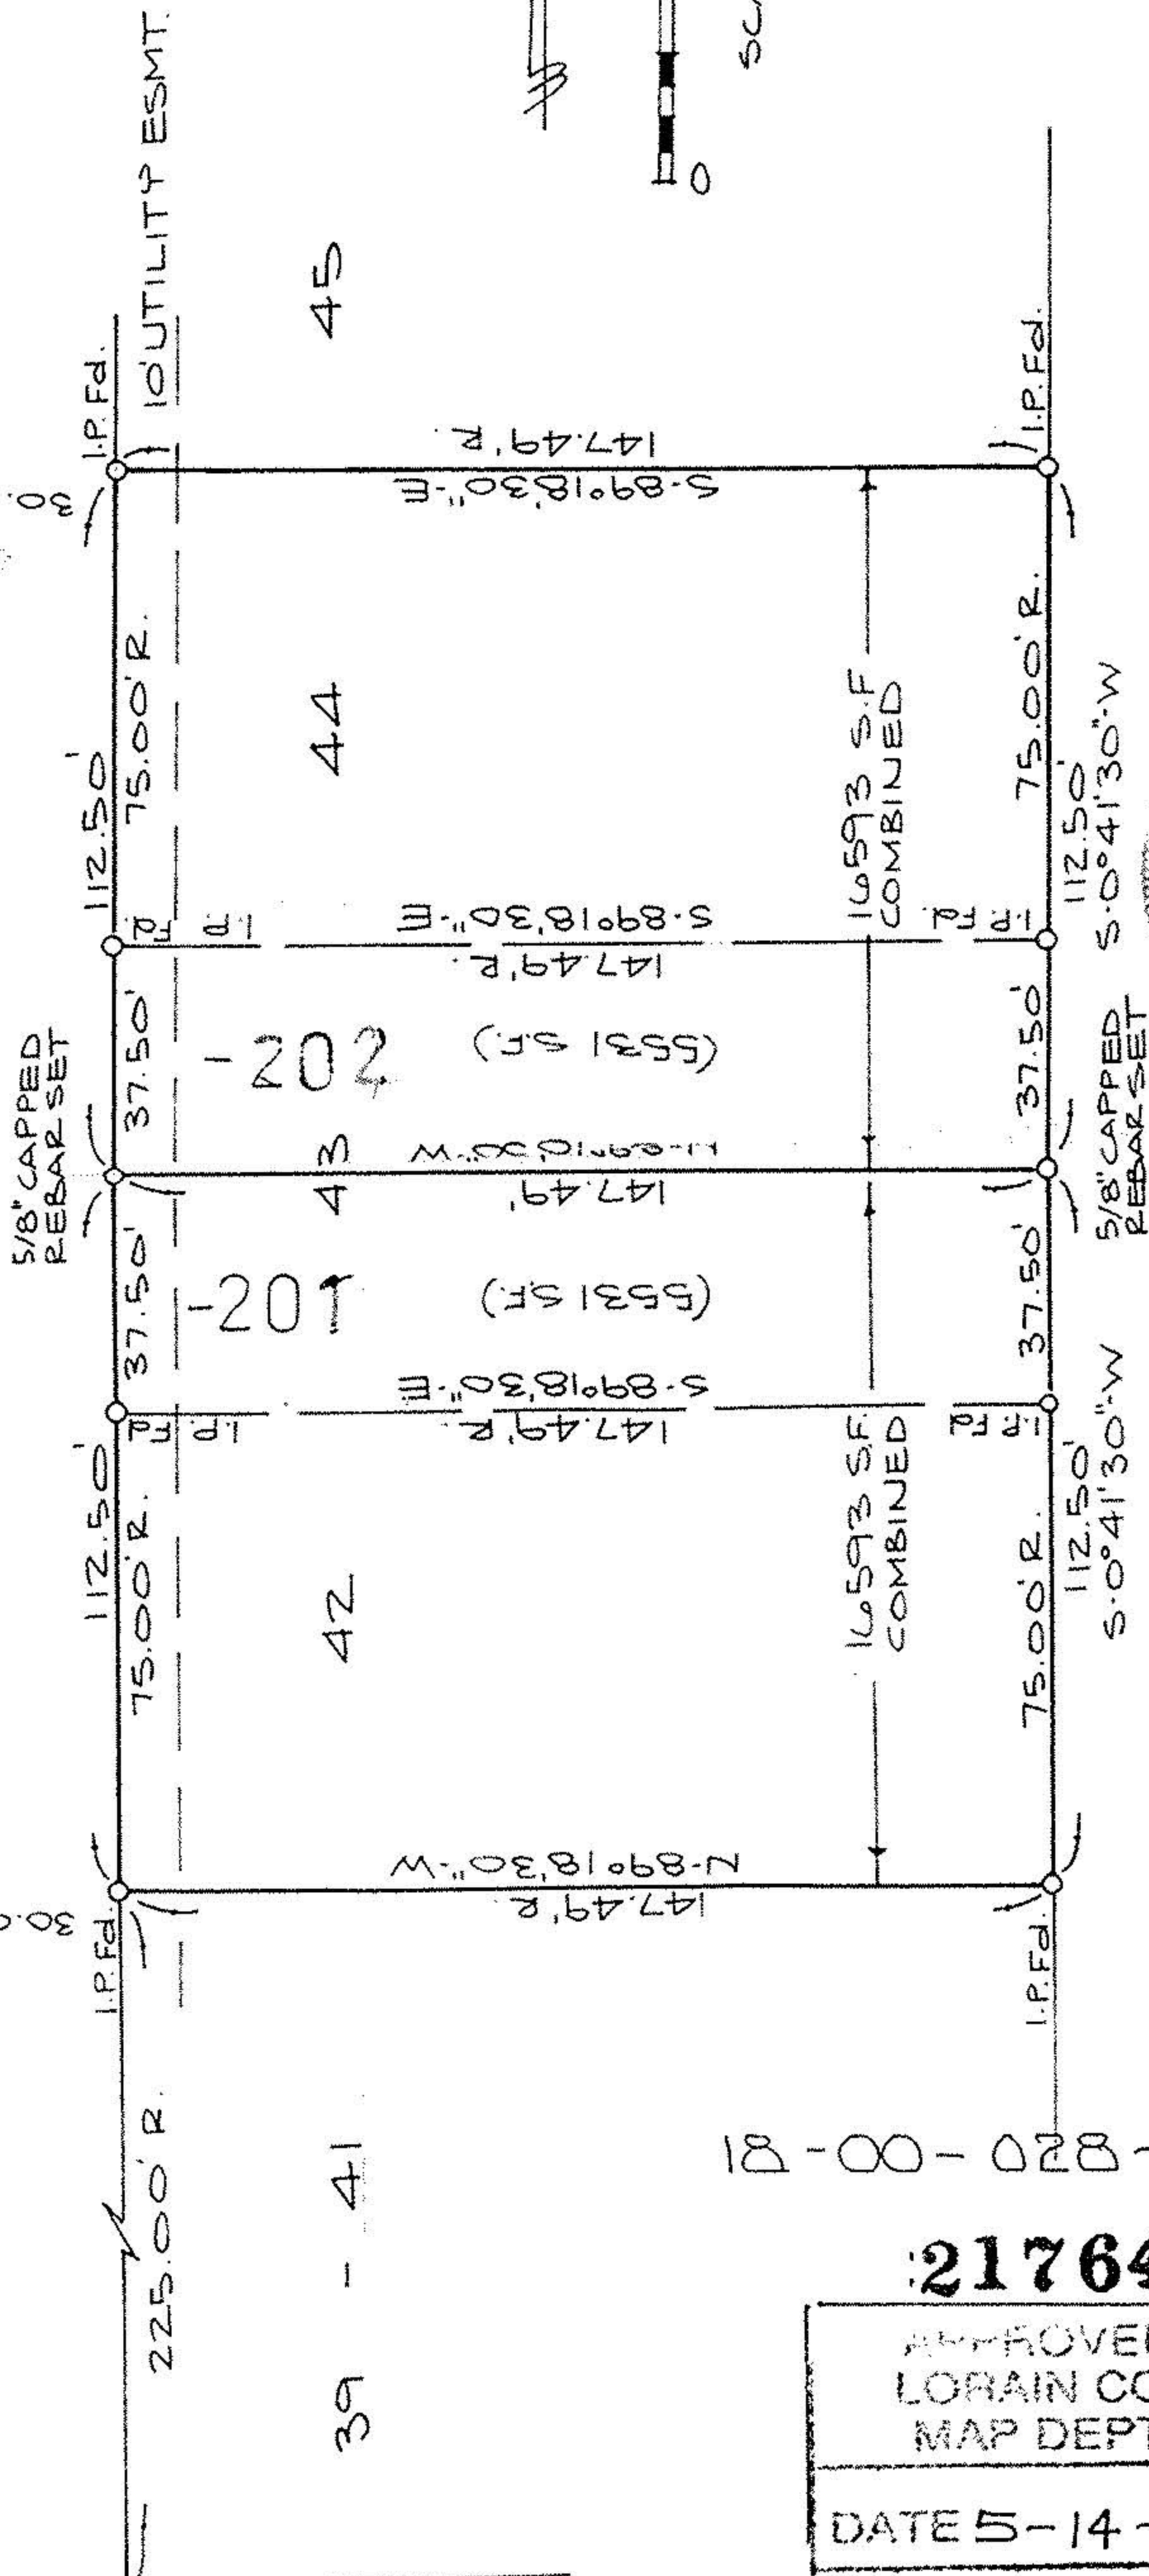 10' UTILITY ESMT.
0
45
I.P. Fd.
I.P. Fd.
147.49' R.
S-89°18'30"-E
75.00' R.
112.50'
44
16593 S.F
COMBINED
75.00' R.
112.50'
S-0°41'30"-W
I.P. Fd.
S-89°18'30"-E
147.49' R.
I.P. Fd.
5/8" CAPPED
REBAR SET
37.50'
-202
(5531 S.F.)
37.50'
5/8" CAPPED
REBAR SET
43
147.49'
37.50'
-201
(5531 S.F.)
37.50'
S-89°18'30"-E
147.49' R.
I.P. Fd.
I.P. Fd.
112.50'
75.00' R.
42
16593 S.F.
COMBINED
75.00' R.
112.50'
S-0°41'30"-W
N-89°18'30"-W
147.49' R.
I.P. Fd.
I.P. Fd.
225.00' R.
39 - 41
18-00-028-
21764
APPROVED
LORAIN CO
MAP DEPT
DATE 5-14-